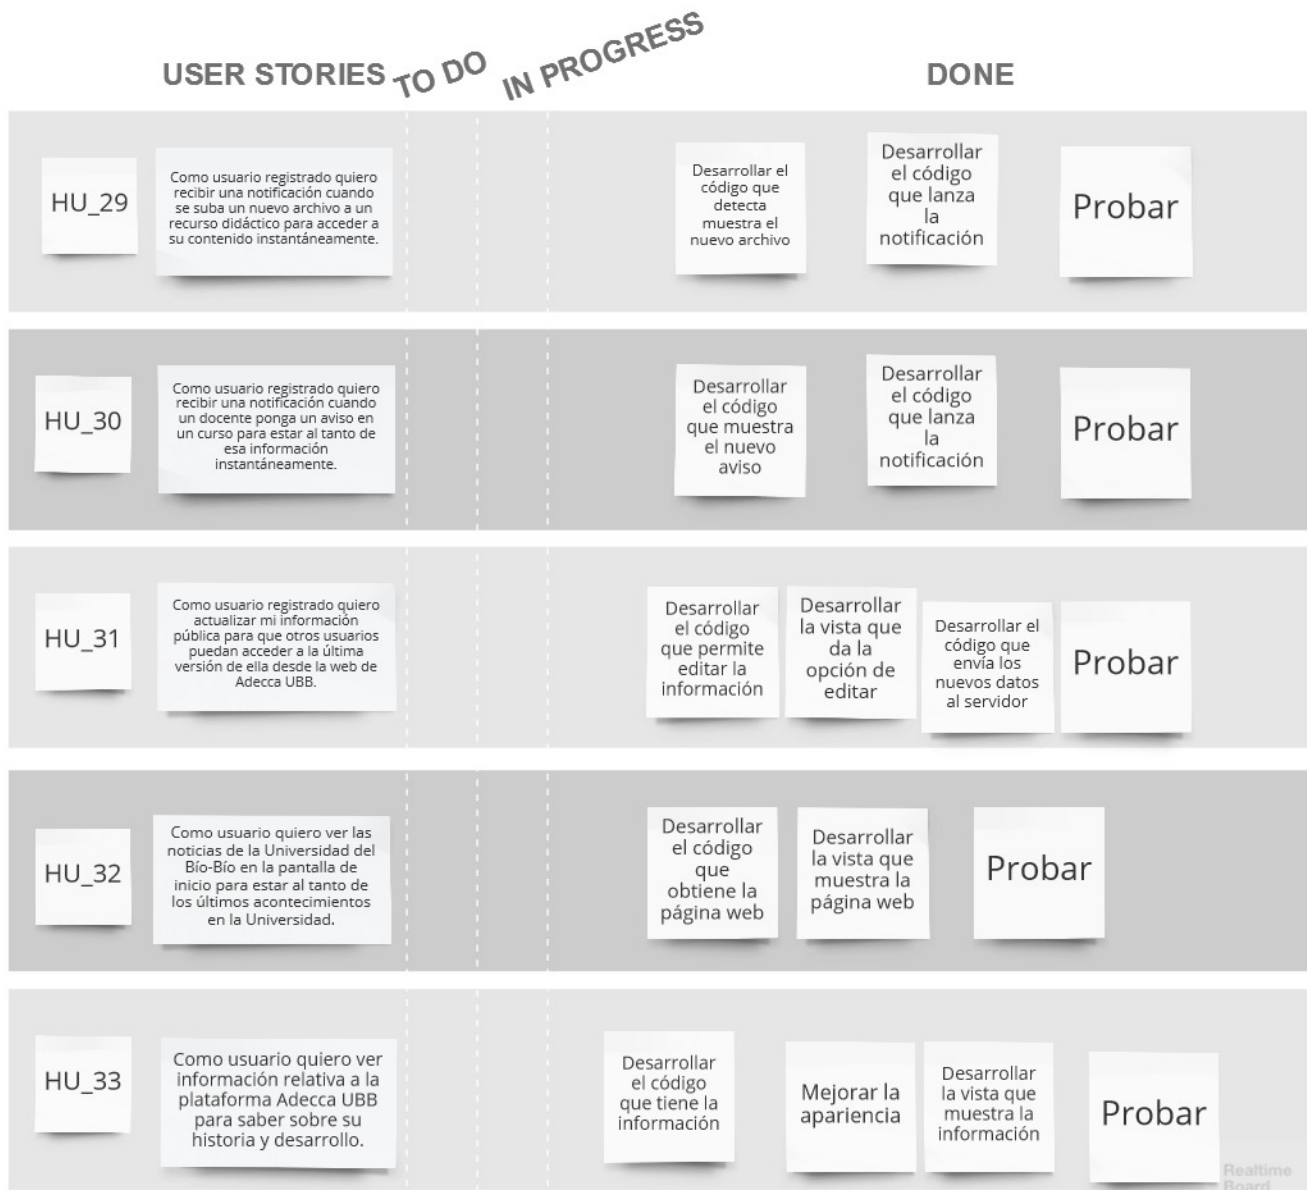 USER STORIES TO DO IN PROGRESS DONE
HU_29
Como usuario registrado quiero
recibir una notificación cuando
se suba un nuevo archivo a un
recurso didáctico para acceder a
su contenido instantáneamente.
Desarrollar el
código que
detecta
muestra el
nuevo archivo
Desarrollar
el código
que lanza
la
notificación
Probar
HU_30
Como usuario registrado quiero
recibir una notificación cuando
un docente ponga un aviso en
un curso para estar al tanto de
esa información
instantáneamente.
Desarrollar
el código
que muestra
el nuevo
aviso
Desarrollar
el código
que lanza
la
notificación
Probar
HU_31
Como usuario registrado quiero
actualizar mi información
pública para que otros usuarios
puedan acceder a la última
versión de ella desde la web de
Adecca UBB.
Desarrollar
el código
que permite
editar la
información
Desarrollar
la vista que
da la
opción de
editar
Desarrollar el
código que
envía los
nuevos datos
al servidor
Probar
HU_32
Como usuario quiero ver las
noticias de la Universidad del
Bío-Bío en la pantalla de
inicio para estar al tanto de
los últimos acontecimientos
en la Universidad.
Desarrollar
el código
que
obtiene la
página web
Desarrollar
la vista que
muestra la
página web
Probar
HU_33
Como usuario quiero ver
información relativa a la
plataforma Adecca UBB
para saber sobre su
historia y desarrollo.
Desarrollar
el código
que tiene la
información
Mejorar la
apariencia
Desarrollar
la vista que
muestra la
información
Probar
Realtime
Board